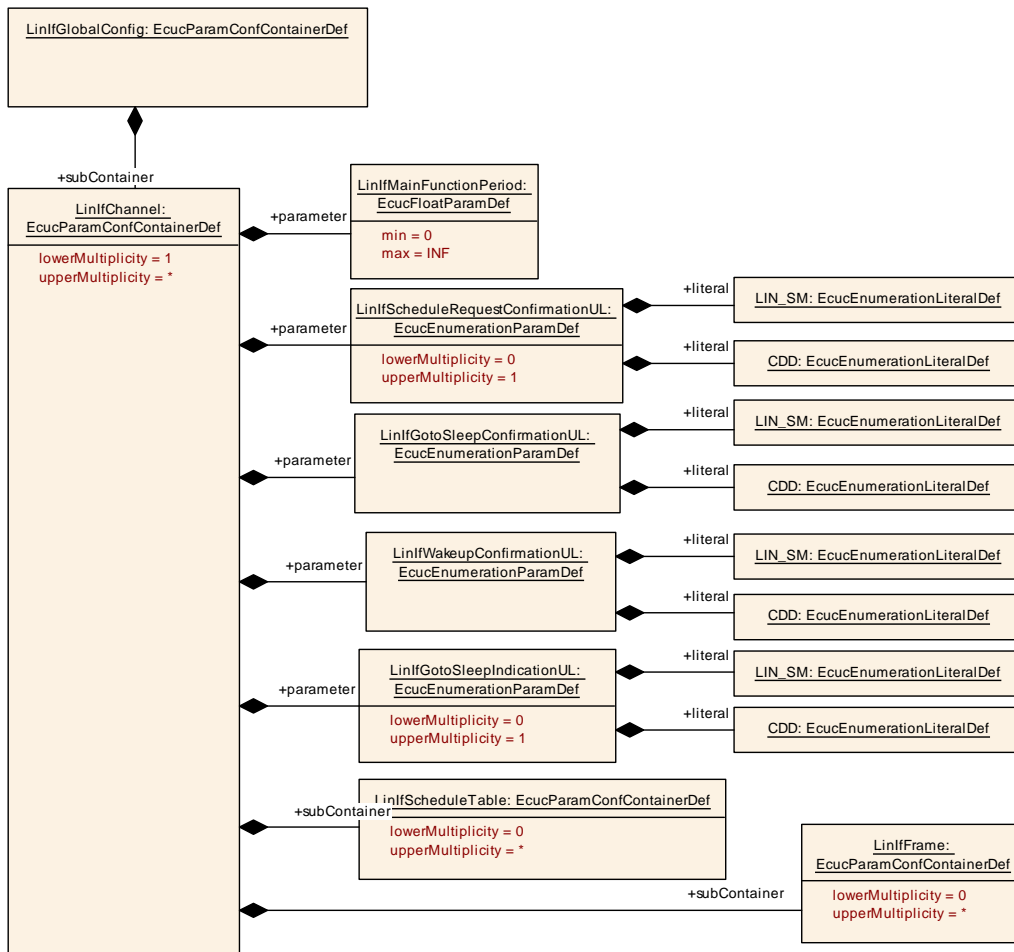 LinIfGlobalConfig: EcucParamConfContainerDef
+subContainer
LinIfChannel:
EcucParamConfContainerDef
lowerMultiplicity = 1
upperMultiplicity = *
+parameter
LinIfMainFunctionPeriod:
EcucFloatParamDef
min = 0
max = INF
+parameter
LinIfScheduleRequestConfirmationUL:
EcucEnumerationParamDef
lowerMultiplicity = 0
upperMultiplicity = 1
+literal
LIN_SM: EcucEnumerationLiteralDef
+literal
CDD: EcucEnumerationLiteralDef
+parameter
LinIfGotoSleepConfirmationUL:
EcucEnumerationParamDef
+literal
LIN_SM: EcucEnumerationLiteralDef
+literal
CDD: EcucEnumerationLiteralDef
+parameter
LinIfWakeupConfirmationUL:
EcucEnumerationParamDef
+literal
LIN_SM: EcucEnumerationLiteralDef
+literal
CDD: EcucEnumerationLiteralDef
+parameter
LinIfGotoSleepIndicationUL:
EcucEnumerationParamDef
lowerMultiplicity = 0
upperMultiplicity = 1
+literal
LIN_SM: EcucEnumerationLiteralDef
+literal
CDD: EcucEnumerationLiteralDef
+subContainer
LinIfScheduleTable: EcucParamConfContainerDef
lowerMultiplicity = 0
upperMultiplicity = *
+subContainer
LinIfFrame:
EcucParamConfContainerDef
lowerMultiplicity = 0
upperMultiplicity = *